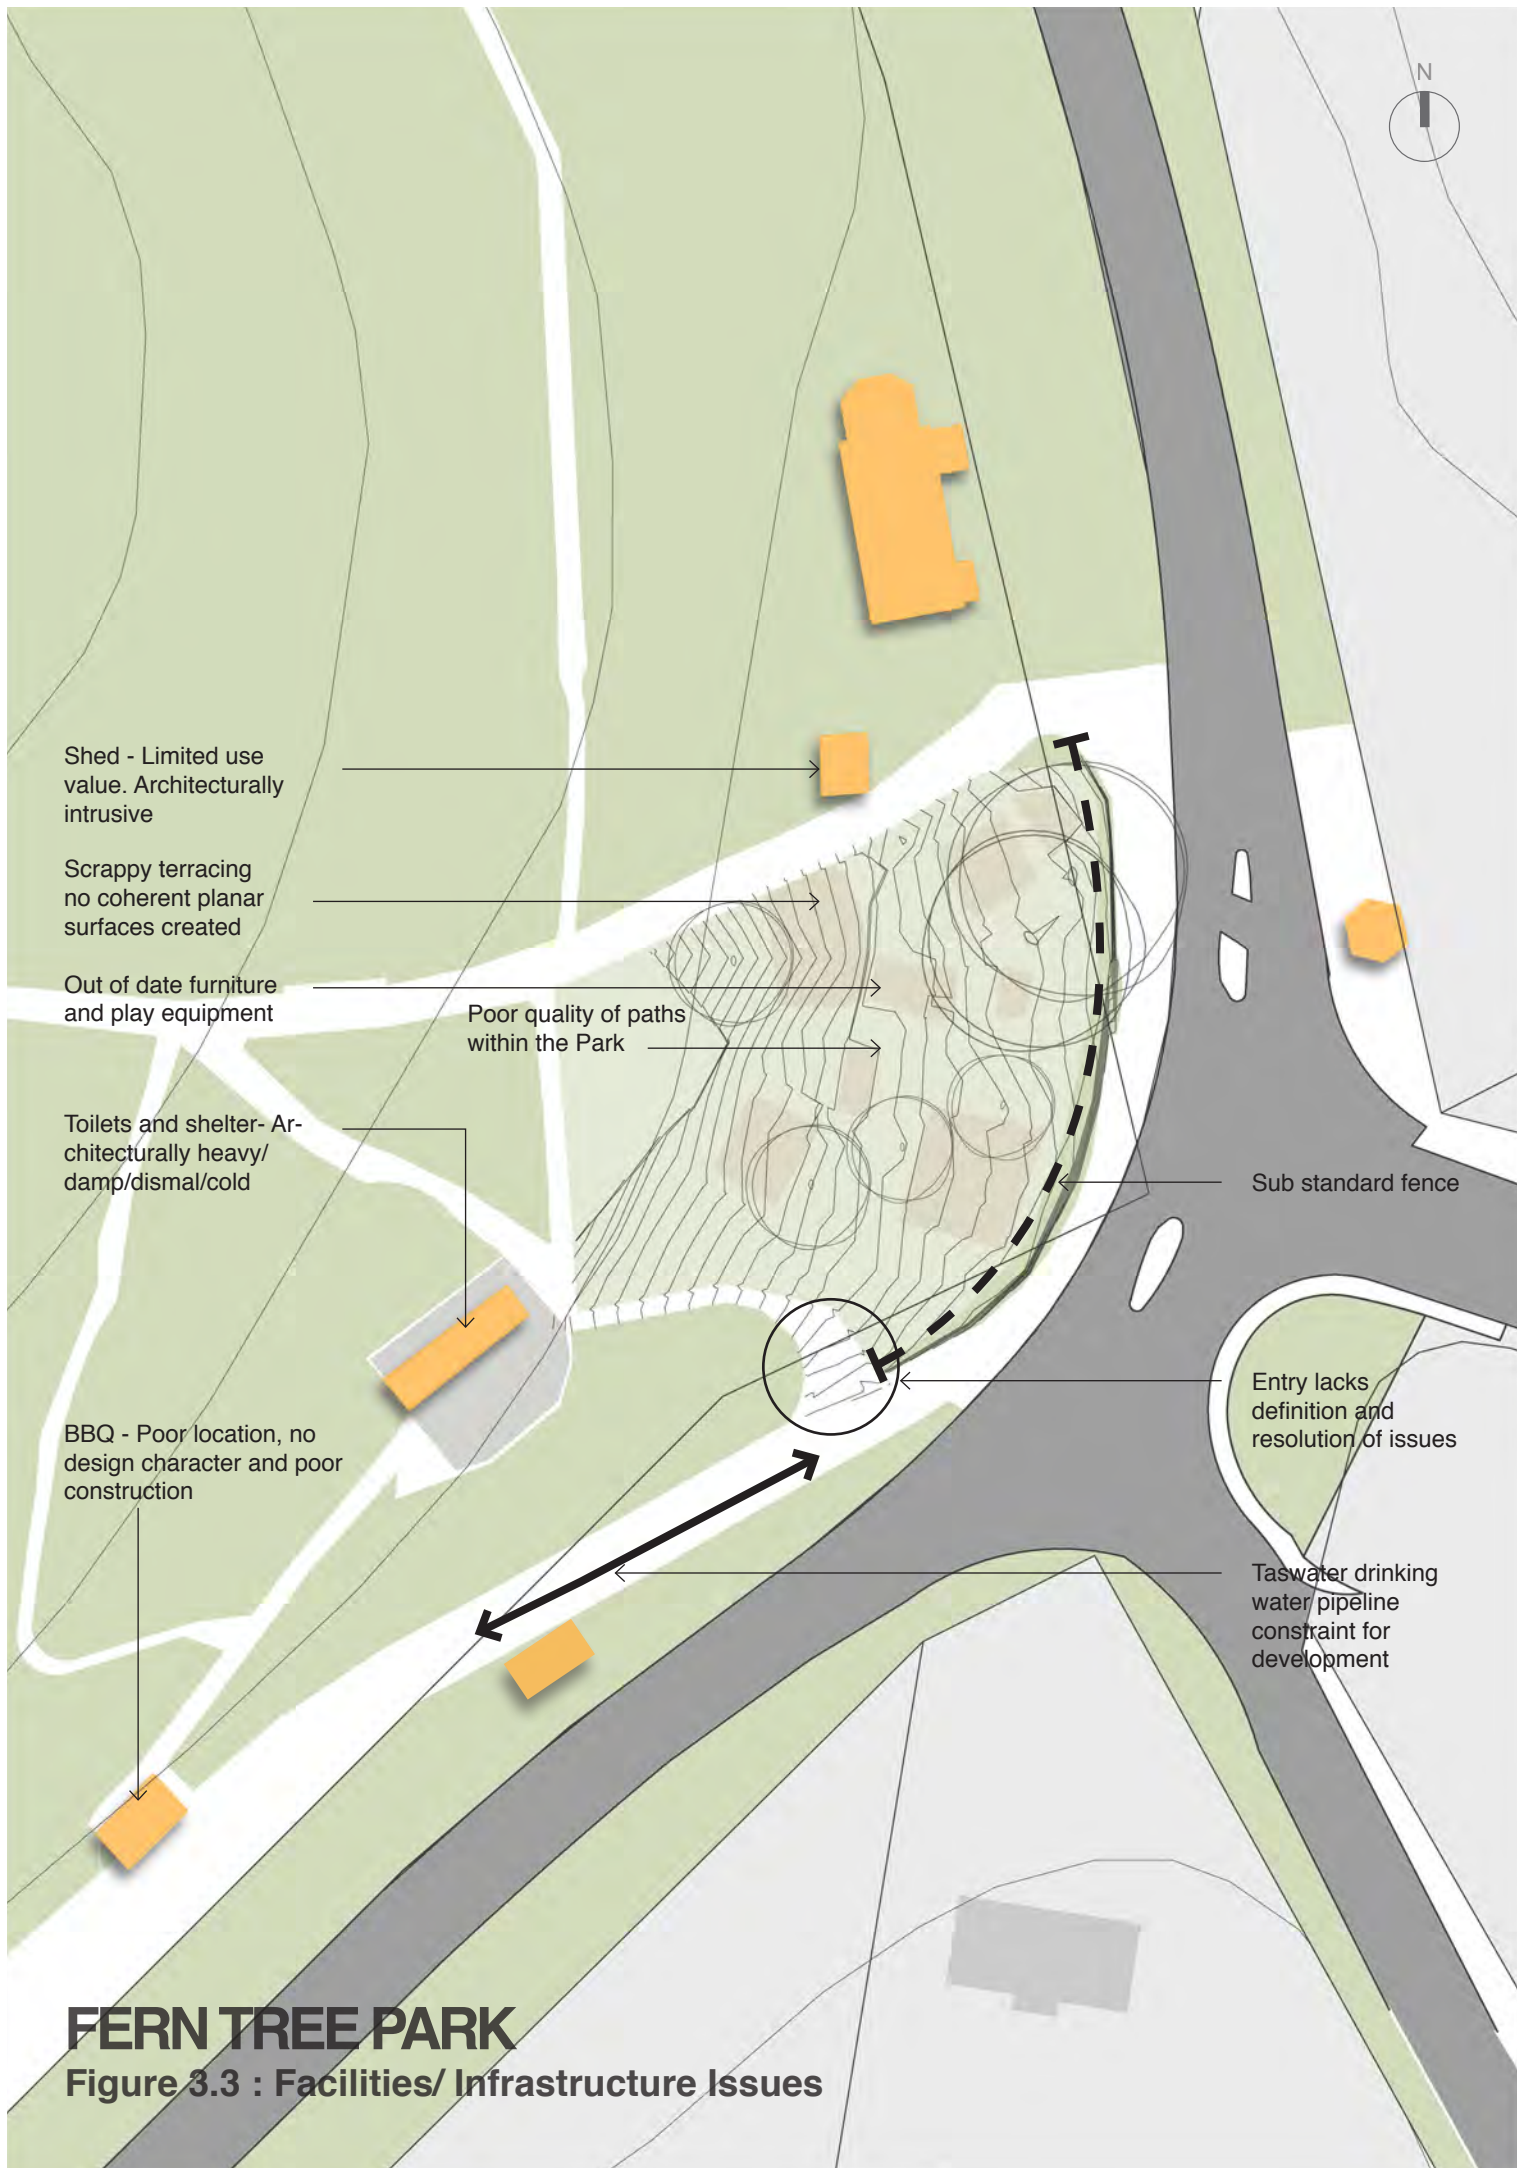 N
Shed - Limited use
value. Architecturally
intrusive
Scrappy terracing
no coherent planar
surfaces created
Out of date furniture
and play equipment
Poor quality of paths
within the Park
Toilets and shelter- Ar-
chitecturally heavy/
damp/dismal/cold
Sub standard fence
Entry lacks
definition and
resolution of issues
BBQ - Poor location, no
design character and poor
construction
Taswater drinking
water pipeline
constraint for
development
FERN TREE PARK
Figure 3.3 : Facilities/ Infrastructure Issues